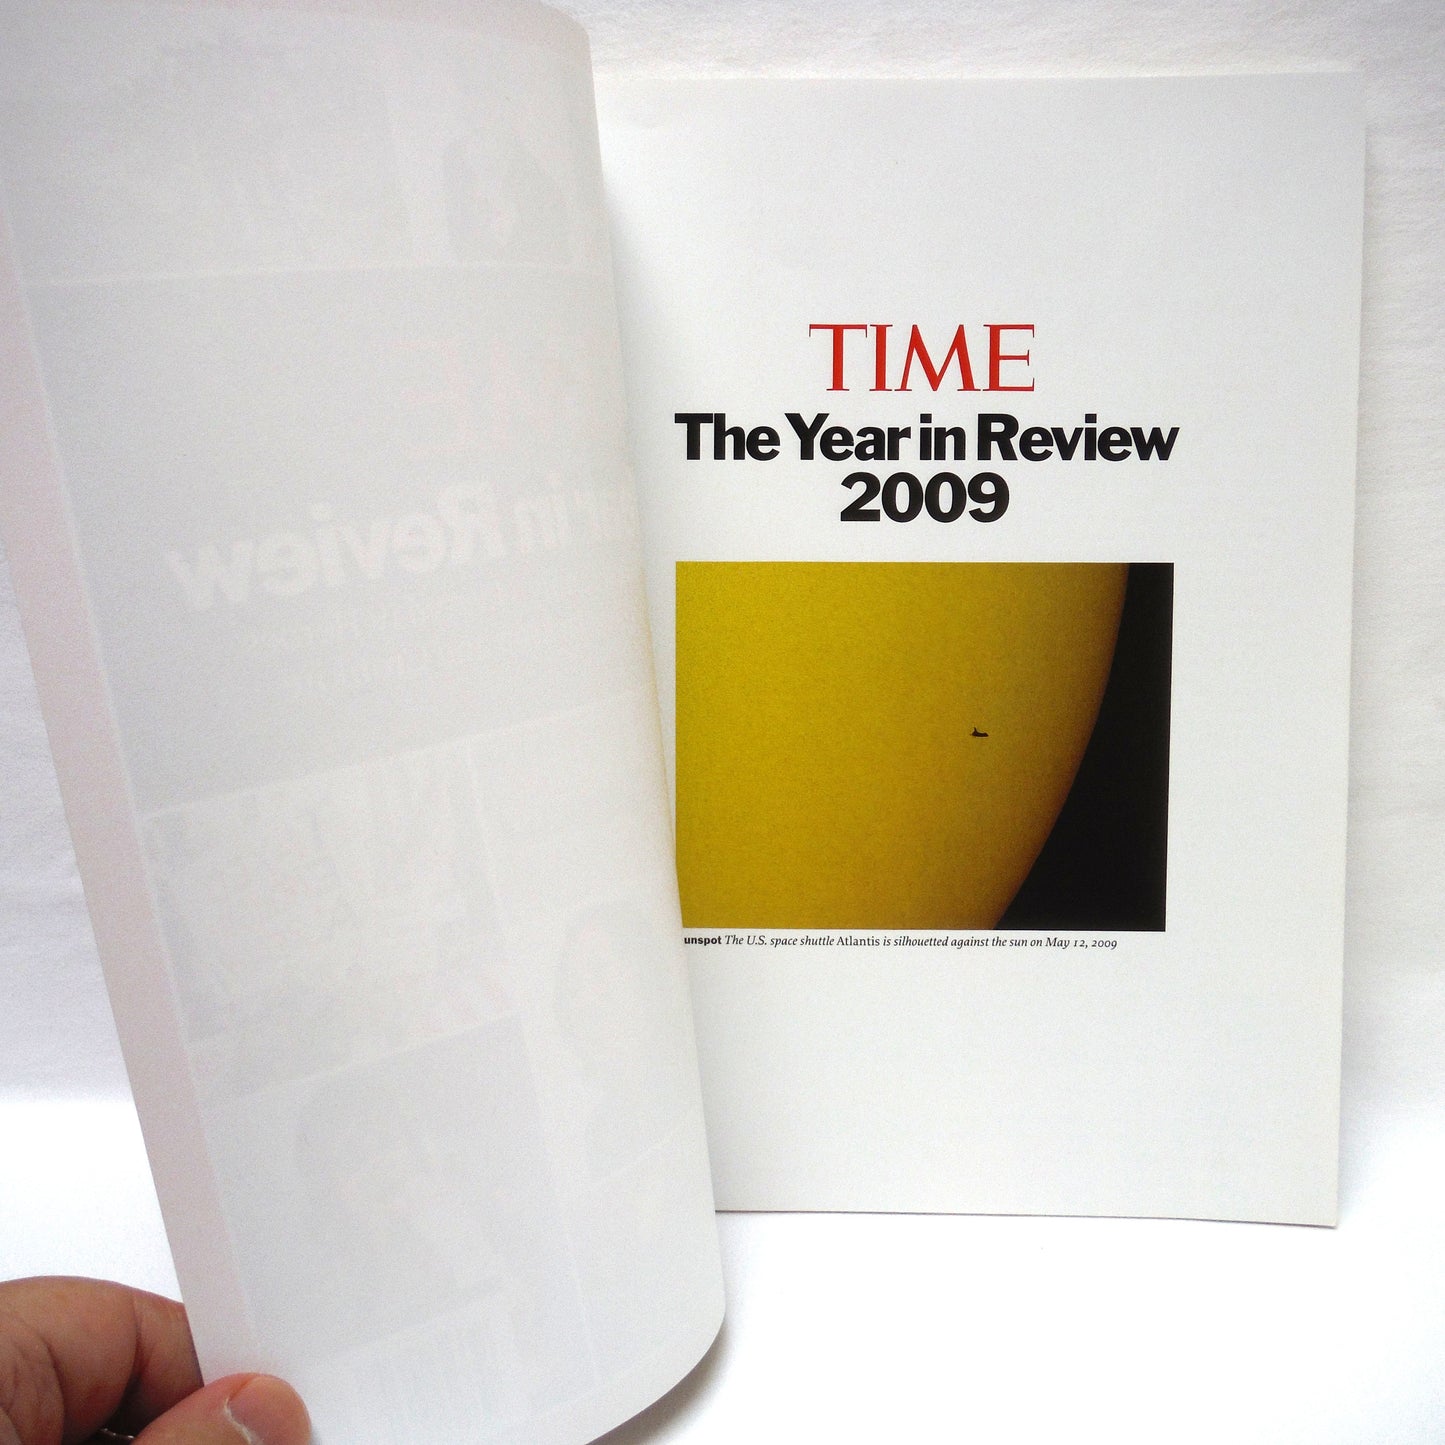 TIME
The Year in Review
2009
unspot The U.S. space shuttle Atlantis is silhouetted against the sun on May 12, 2009